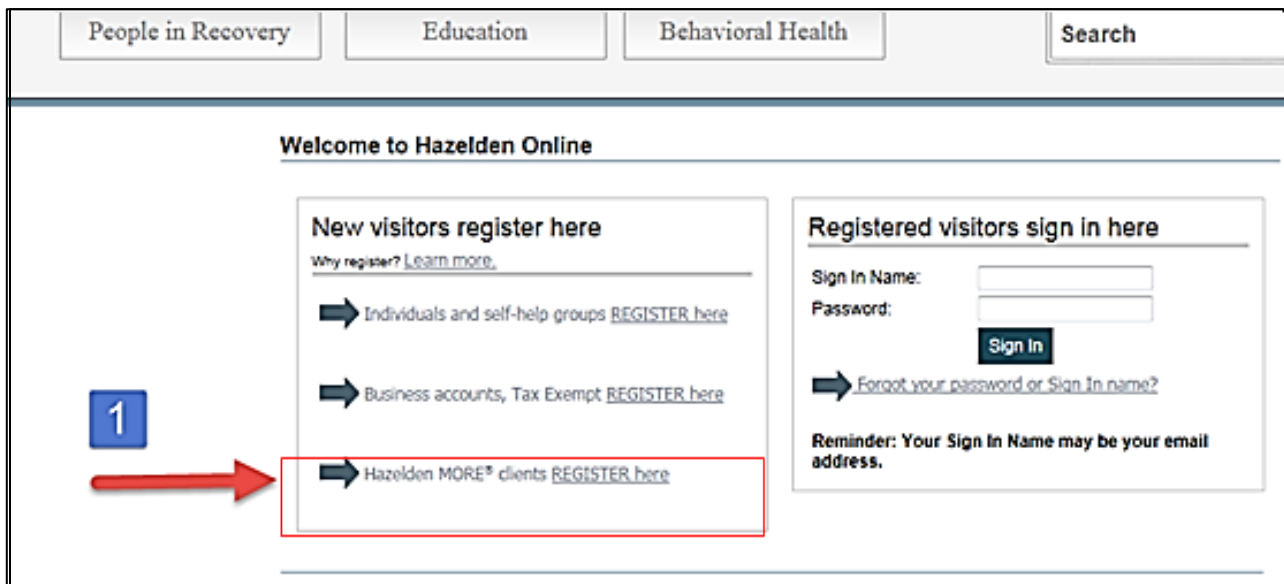 People in Recovery
Education
Behavioral Health
Search
Welcome to Hazelden Online
New visitors register here
Why register? Learn more.
Individuals and self-help groups REGISTER here
Business accounts, Tax Exempt REGISTER here
1
Hazelden MORE® clients REGISTER here
Registered visitors sign in here
Sign In Name:
Password:
Sign In
Forgot your password or Sign In name?
Reminder: Your Sign In Name may be your email
address.